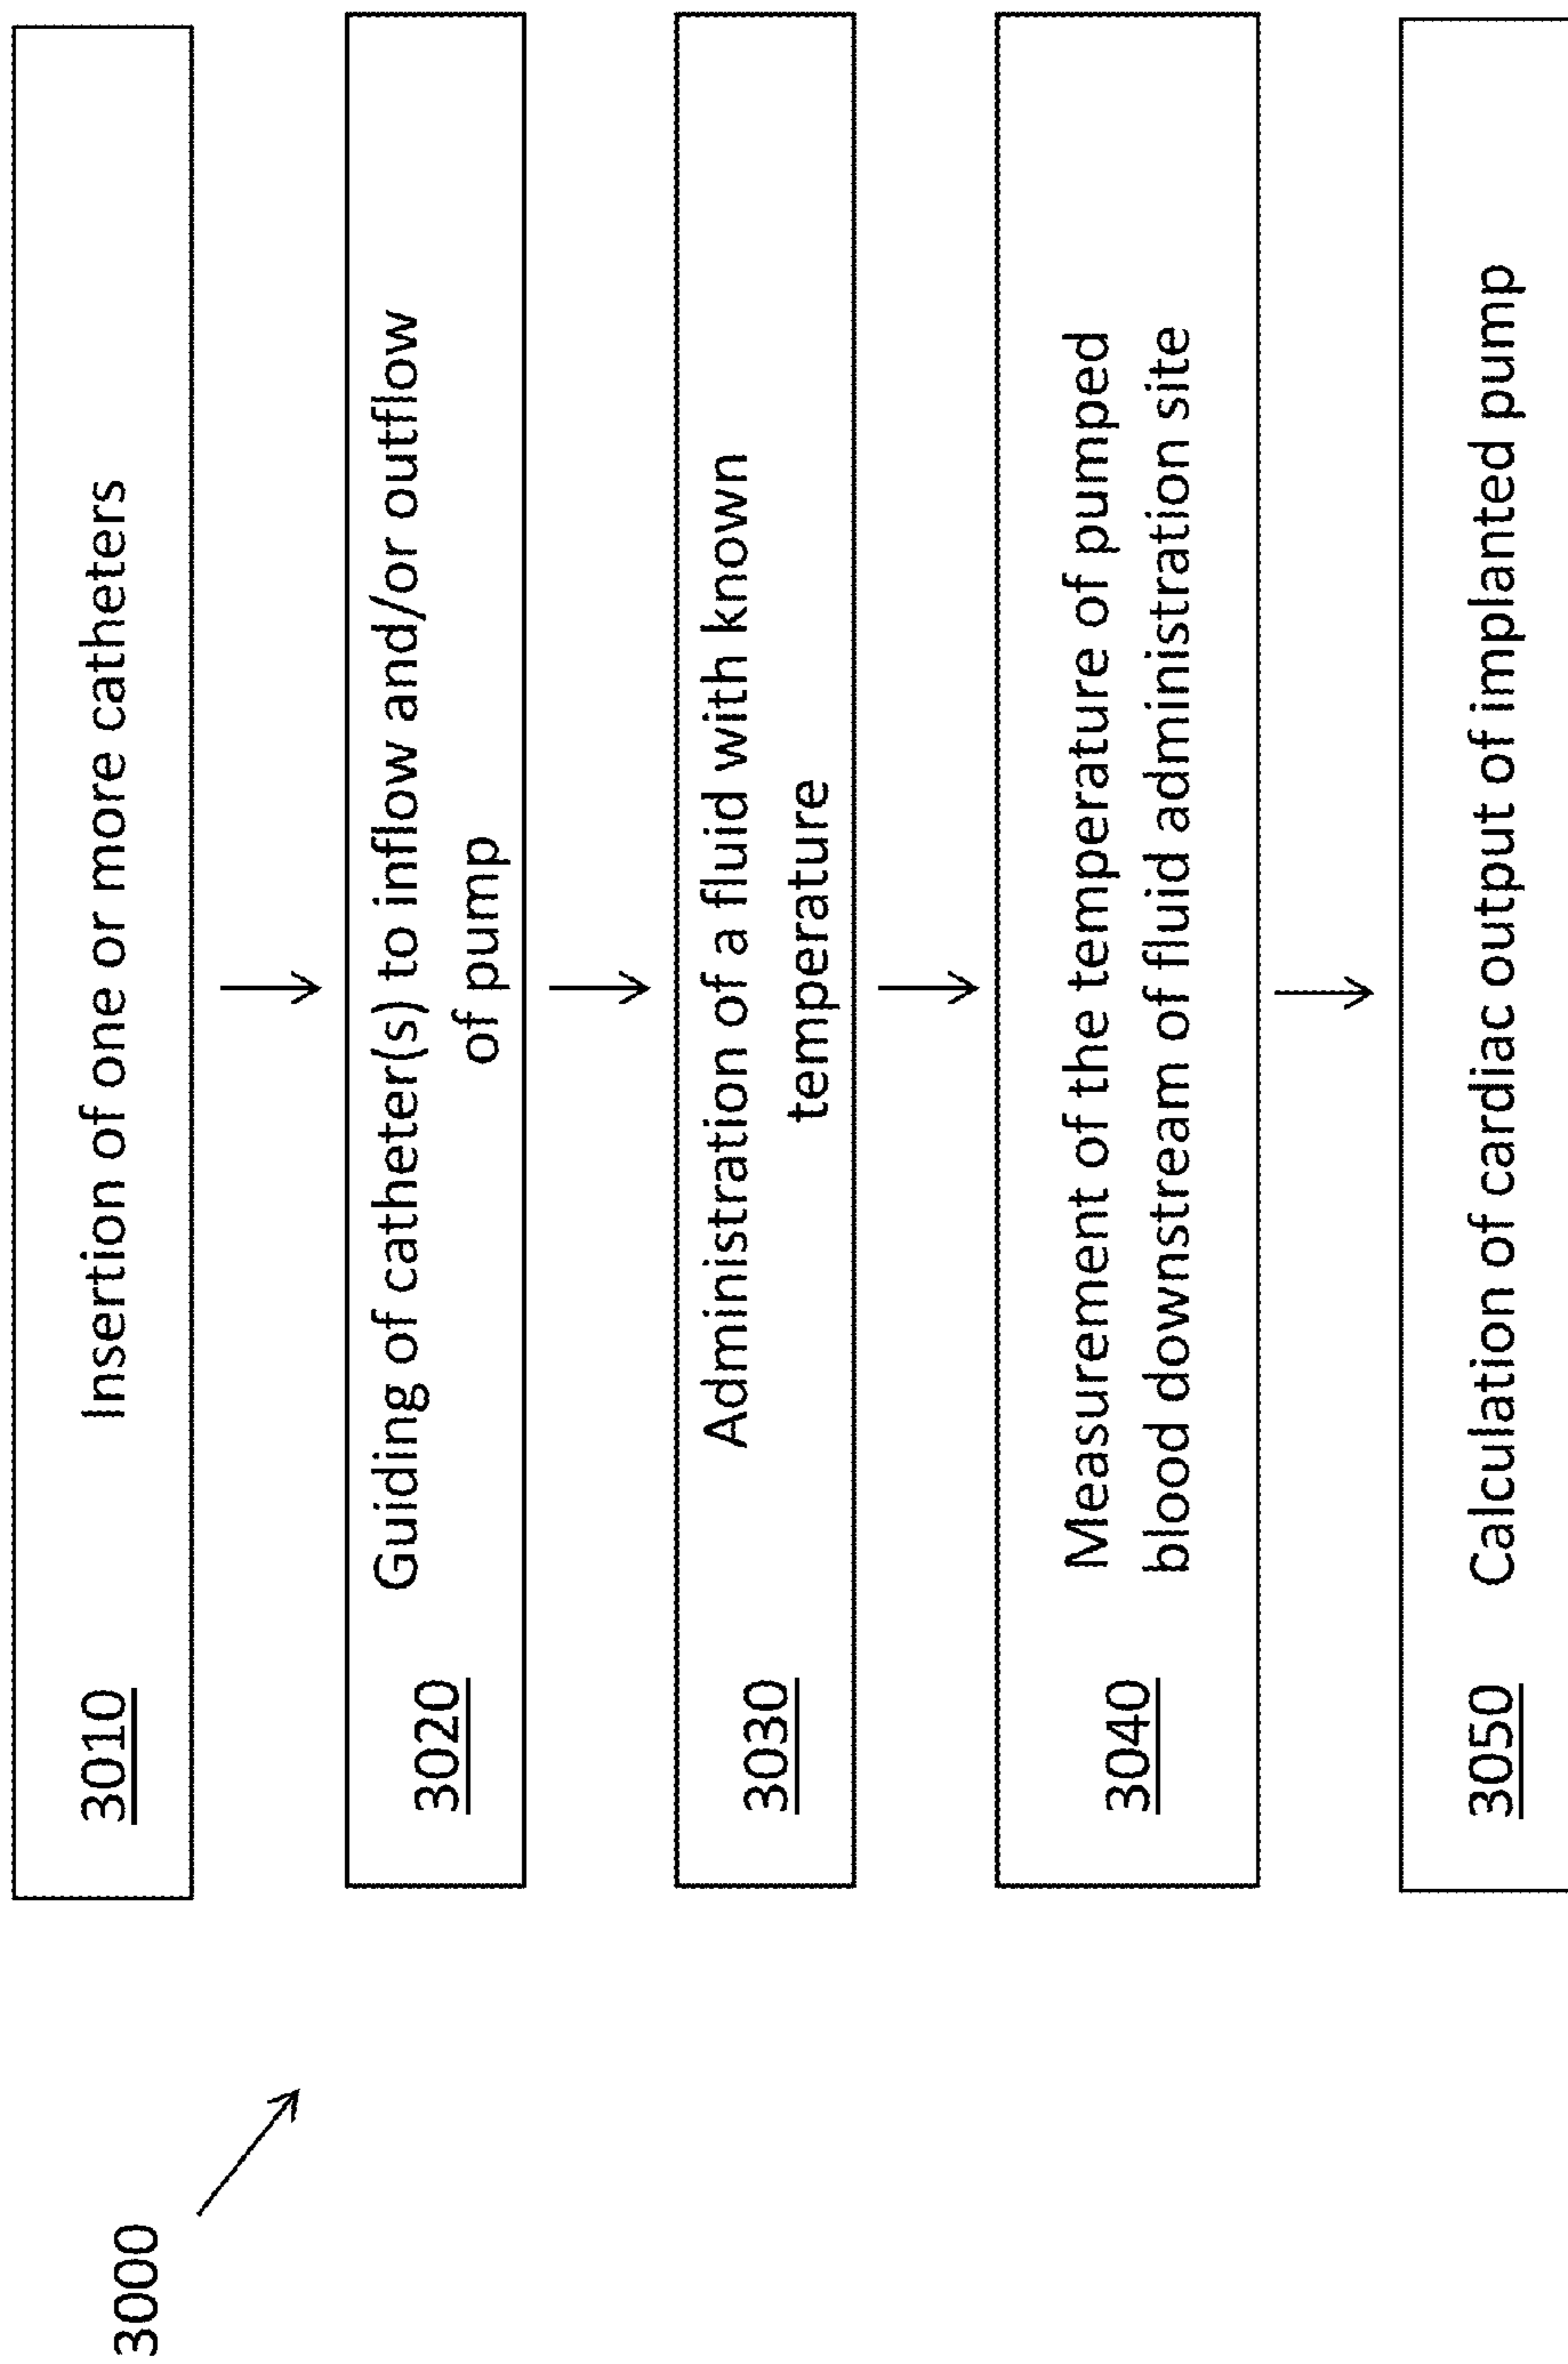 3000
3010 Insertion of one or more catheters
3020 Guiding of catheter(s) to inflow and/or outflow
of pump
3030 Administration of a fluid with known
temperature
3040 Measurement of the temperature of pumped
blood downstream of fluid administration site
3050 Calculation of cardiac output of implanted pump